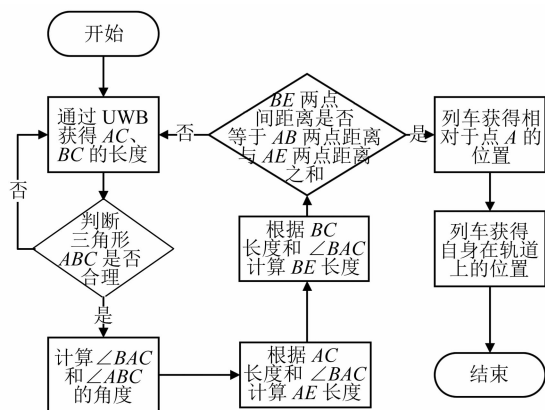 开始
通过 UWB
获得 AC、
BC 的长度
否
判断
三角形
ABC 是否
合理
是
计算∠BAC
和∠ABC
的角度
根据 AC
长度和 ∠BAC
计算 AE 长度
根据 BC
长度和 ∠BAC
计算 BE 长度
BE 两点
间距离是否
等于 AB 两点距离
与 AE 两点距离
之和
否
是
列车获得相
对于点 A 的
位置
列车获得
自身在轨道
上的位置
结束